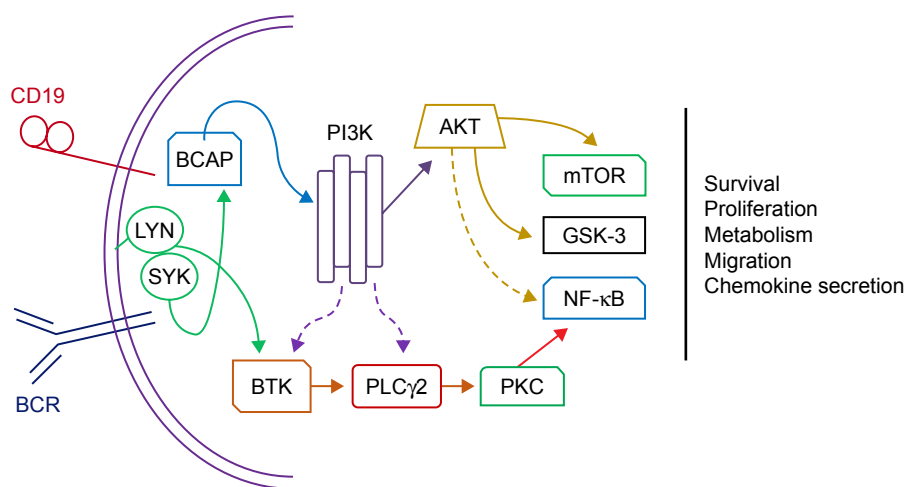 CD19
BCAP
PI3K
AKT
mTOR
LYN
GSK-3
SYK
NF-κB
BCR
BTK
PLCγ2
PKC
Survival
Proliferation
Metabolism
Migration
Chemokine secretion